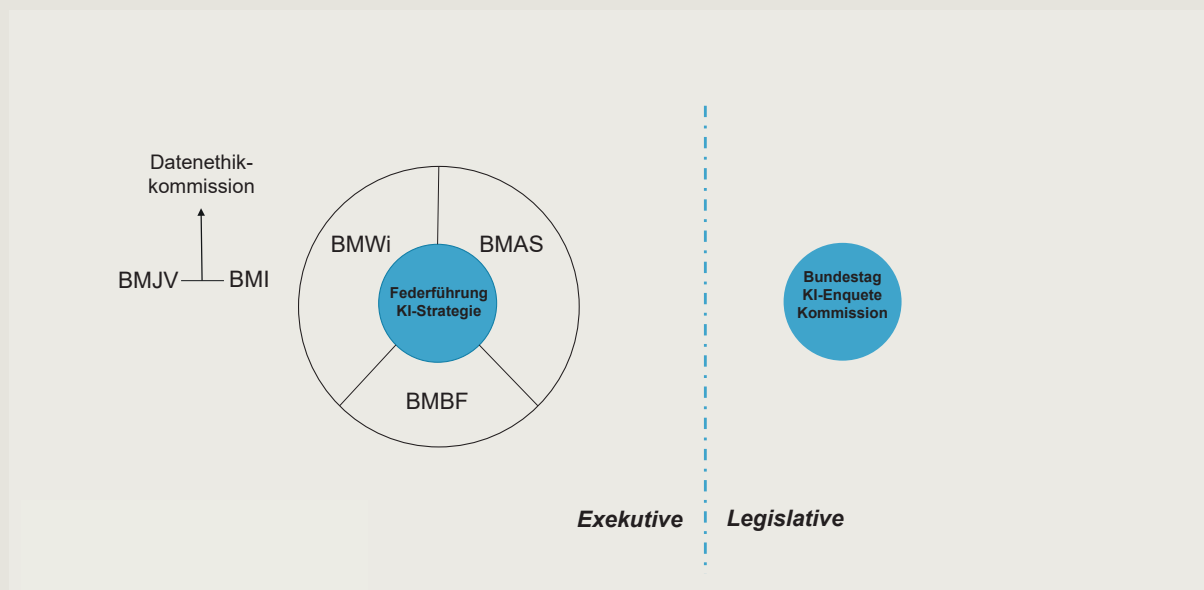 Datenethik-
kommission
BMJV
BMI
BMWi
BMAS
Federführung
KI-Strategie
BMBF
Bundestag
KI-Enquete
Kommission
Exekutive
Legislative